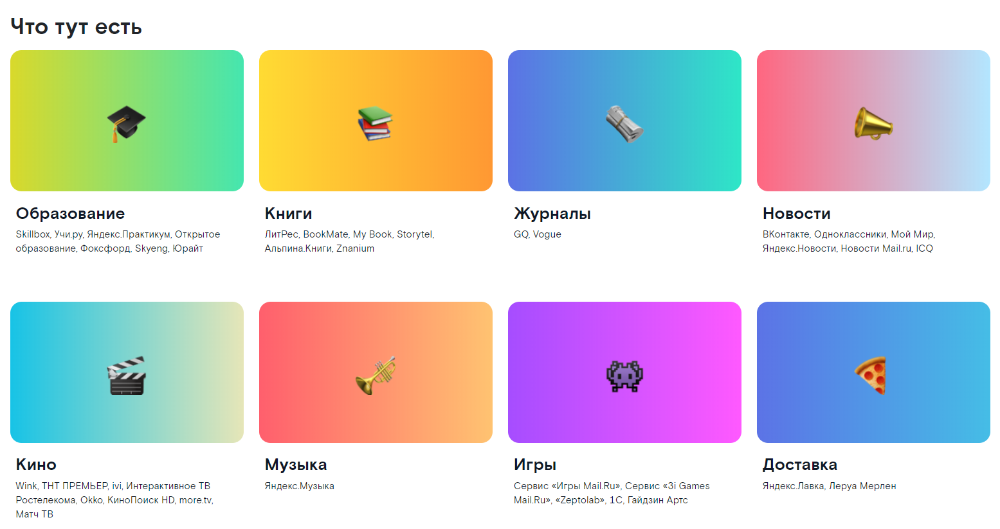 Что тут есть
Образование
Skillbox, Учи.ру, Яндекс.Практикум, Открытое
образование, Фоксфорд, Skyeng, Юрайт
Книги
ЛитРес, BookMate, My Book, Storytel,
Альпина.Книги, Znanium
Журналы
GQ, Vogue
Новости
ВКонтакте, Одноклассники, Мой Мир,
Яндекс.Новости, Новости Mail.ru, ICQ
Кино
Wink, ТНТ ПРЕМЬЕР, ivi, Интерактивное ТВ
Ростелекома, Okko, КиноПоиск HD, more.tv,
Матч ТВ
Музыка
Яндекс.Музыка
Игры
Сервис «Игры Mail.Ru», Сервис «3i Games
Mail.Ru», «Zeptolab», 1С, Гайдзин Артс
Доставка
Яндекс.Лавка, Леруа Мерлен